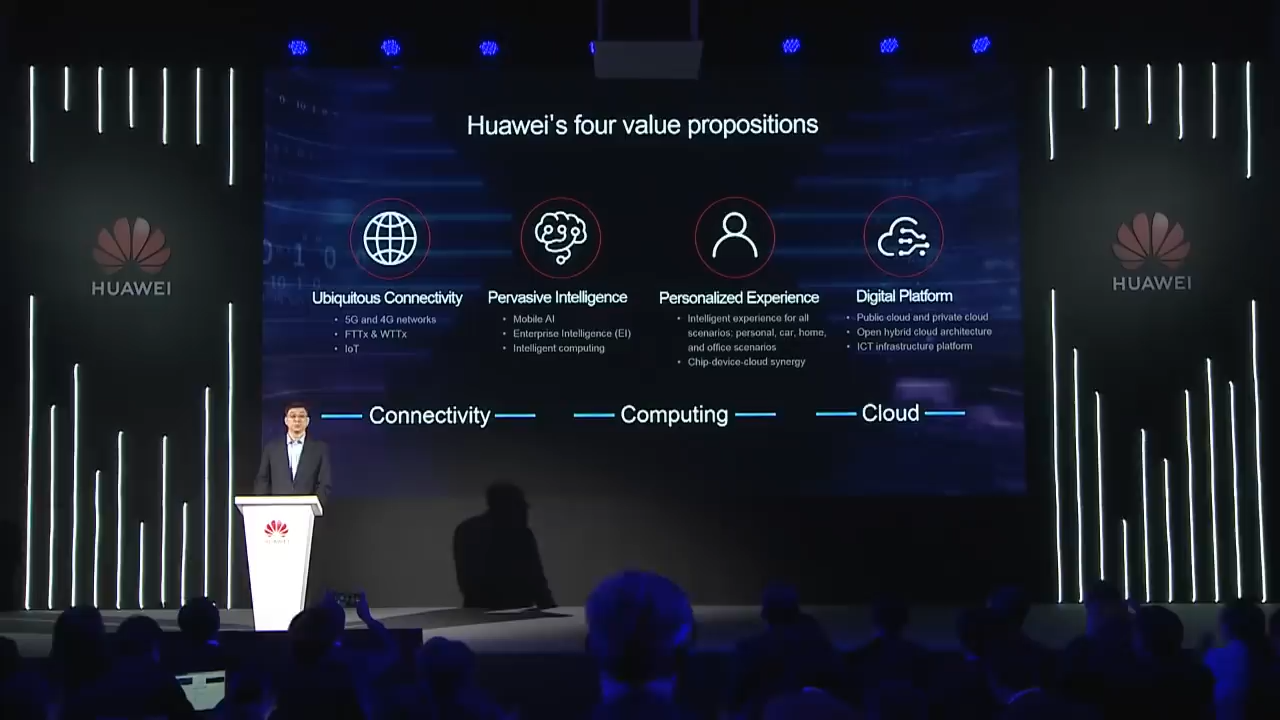 Huawei's four value propositions
Ubiquitous Connectivity
• 5G and 4G networks
• FTTx & WTTx
• IoT
Pervasive Intelligence
• Mobile AI
• Enterprise Intelligence (EI)
• Intelligent computing
Personalized Experience
• Intelligent experience for all
scenarios: personal, car, home,
and office scenarios
• Chip-device-cloud synergy
Digital Platform
• Public cloud and private cloud
• Open hybrid cloud architecture
• ICT infrastructure platform
Connectivity
Computing
Cloud
HUAWEI
HUAWEI